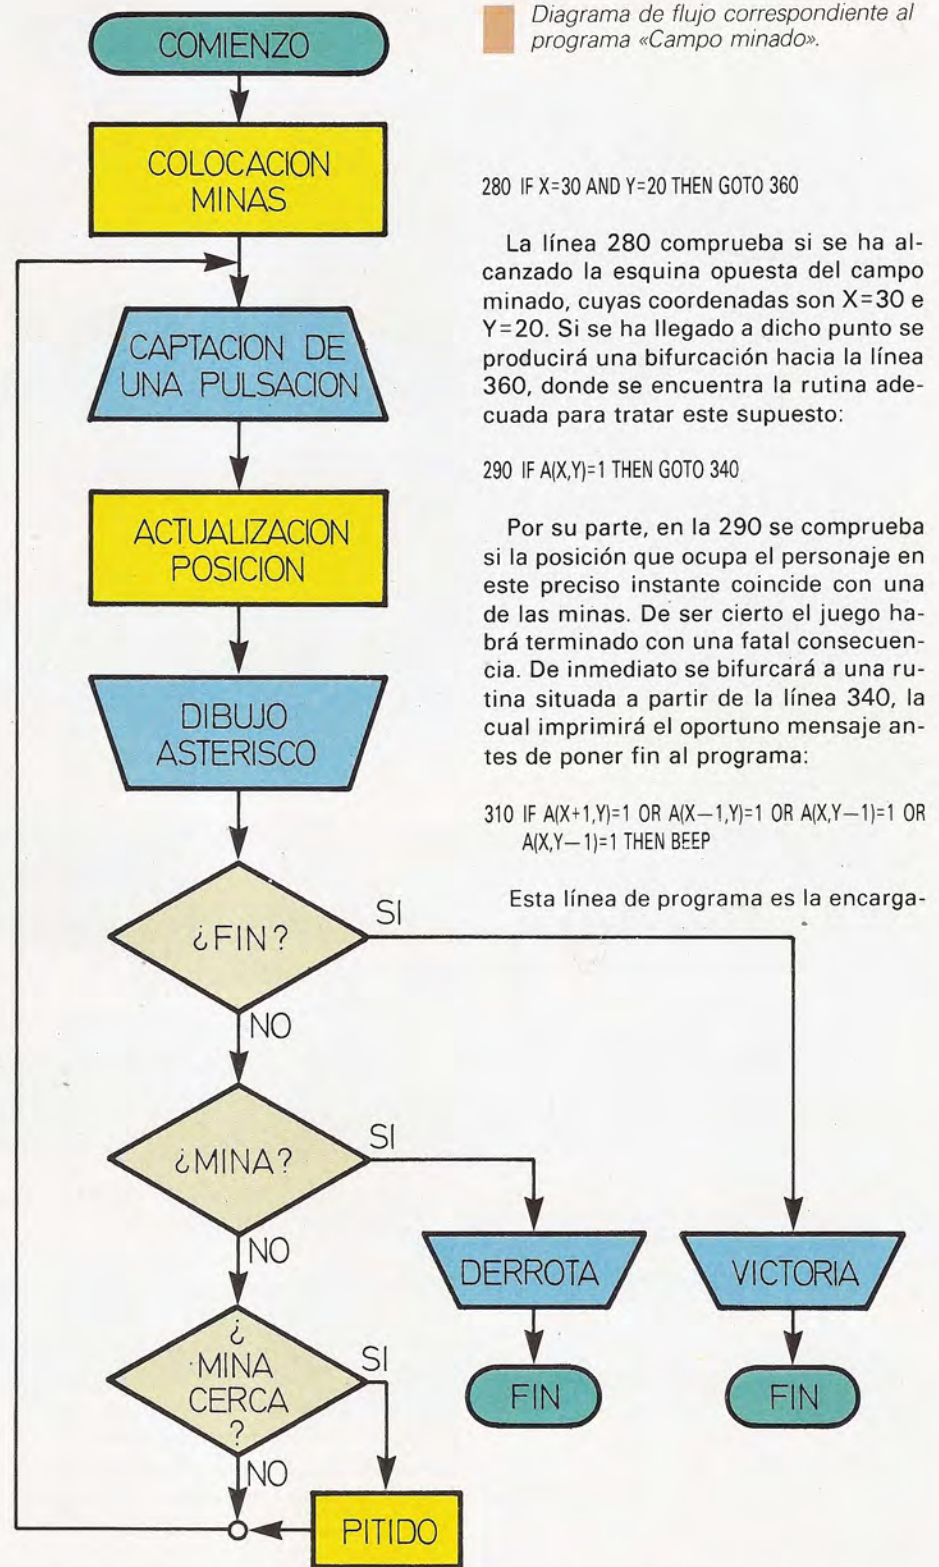 COMIENZO
COLOCACION
MINAS
CAPTACION DE
UNA PULSACION
ACTUALIZACION
POSICION
DIBUJO
ASTERISCO
¿FIN?
SI
NO
¿MINA?
SI
NO
¿
MINA
CERCA
?
SI
NO
PITIDO
DERROTA
FIN
VICTORIA
FIN
Diagrama de flujo correspondiente al
programa «Campo minado».
280 IF X=30 AND Y=20 THEN GOTO 360
La línea 280 comprueba si se ha al-
canzado la esquina opuesta del campo
minado, cuyas coordenadas son X=30 e
Y=20. Si se ha llegado a dicho punto se
producirá una bifurcación hacia la línea
360, donde se encuentra la rutina ade-
cuada para tratar este supuesto:
290 IF A(X,Y)=1 THEN GOTO 340
Por su parte, en la 290 se comprueba
si la posición que ocupa el personaje en
este preciso instante coincide con una
de las minas. De ser cierto el juego ha-
brá terminado con una fatal consecuen-
cia. De inmediato se bifurcará a una ru-
tina situada a partir de la línea 340, la
cual imprimirá el oportuno mensaje an-
tes de poner fin al programa:
310 IF A(X+1,Y)=1 OR A(X—1,Y)=1 OR A(X,Y—1)=1 OR
A(X,Y—1)=1 THEN BEEP
Esta línea de programa es la encarga-